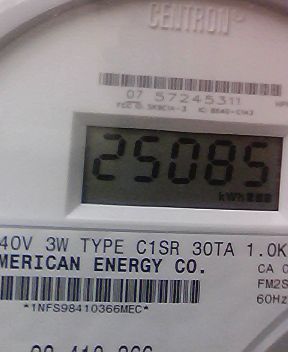 CENTRON
07 57245311
25085
kWh
40V 3W TYPE C1SR 30TA 1.0K
MERICAN ENERGY CO.
CA 0
FM2S
60Hz
*1NFS98410366MEC*